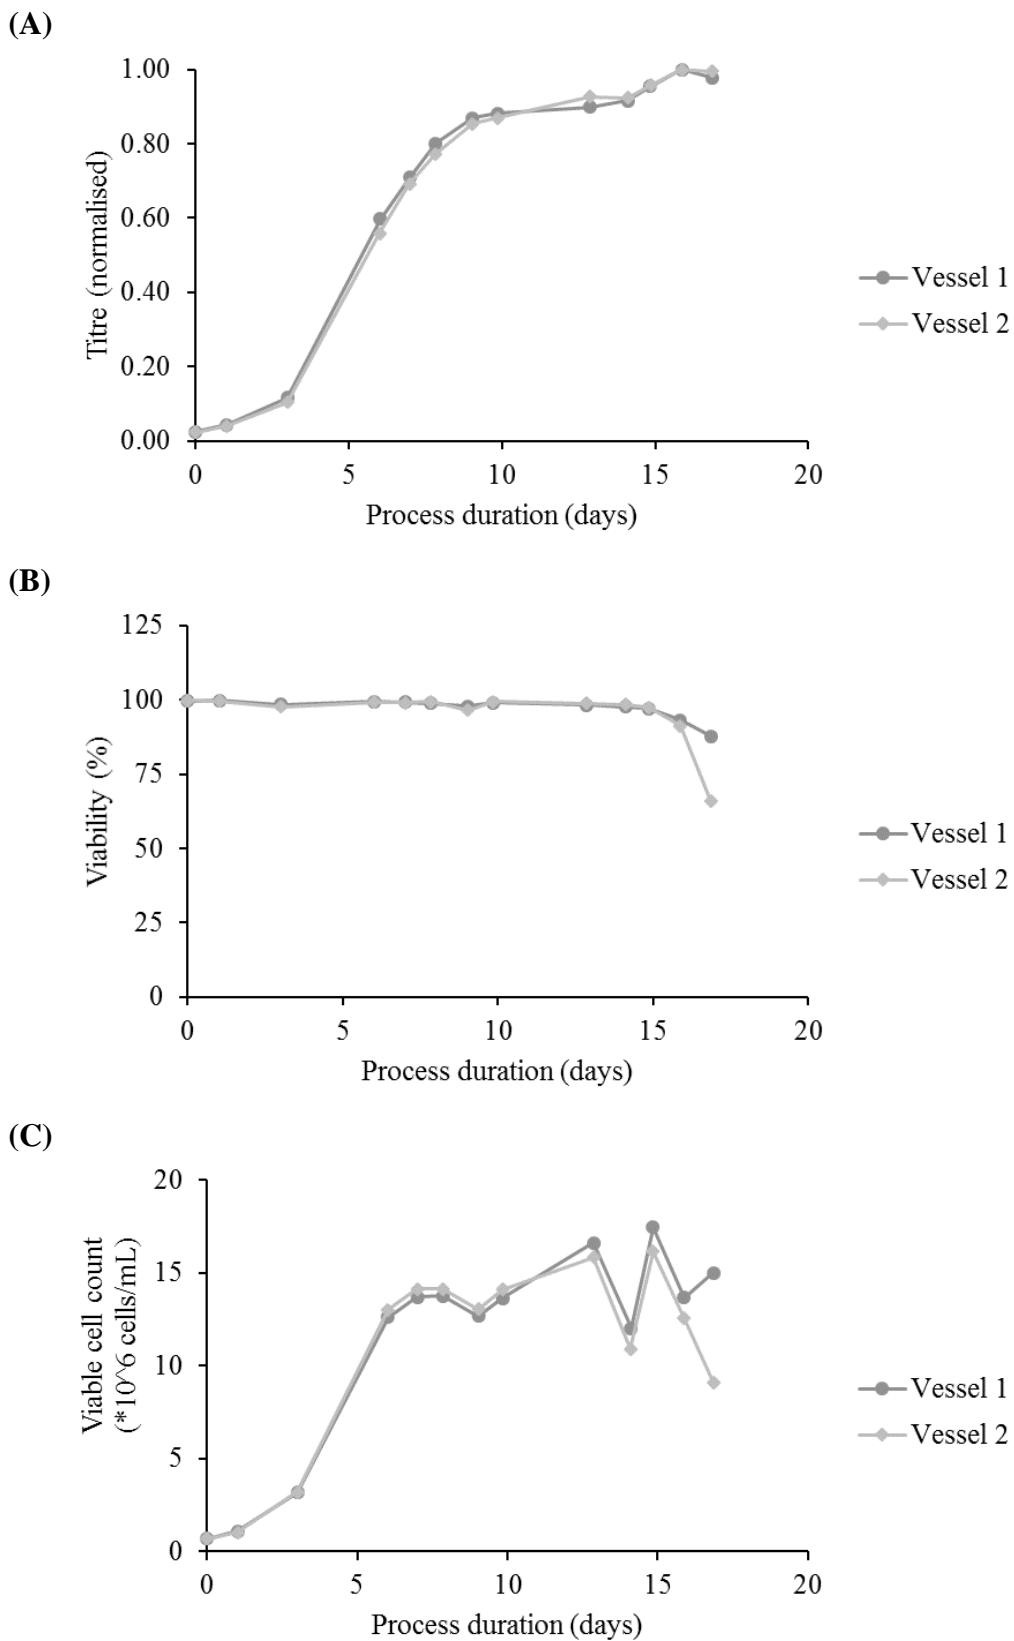 (A)
1.00
0.80
0.60
0.40
0.20
0.00
Titre (normalised)
0 5 10 15 20
Process duration (days)
Vessel 1
Vessel 2
(B)
125
100
75
50
25
0
Viability (%)
0 5 10 15 20
Process duration (days)
Vessel 1
Vessel 2
(C)
20
15
10
5
0
Viable cell count
(*10^6 cells/mL)
0 5 10 15 20
Process duration (days)
Vessel 1
Vessel 2